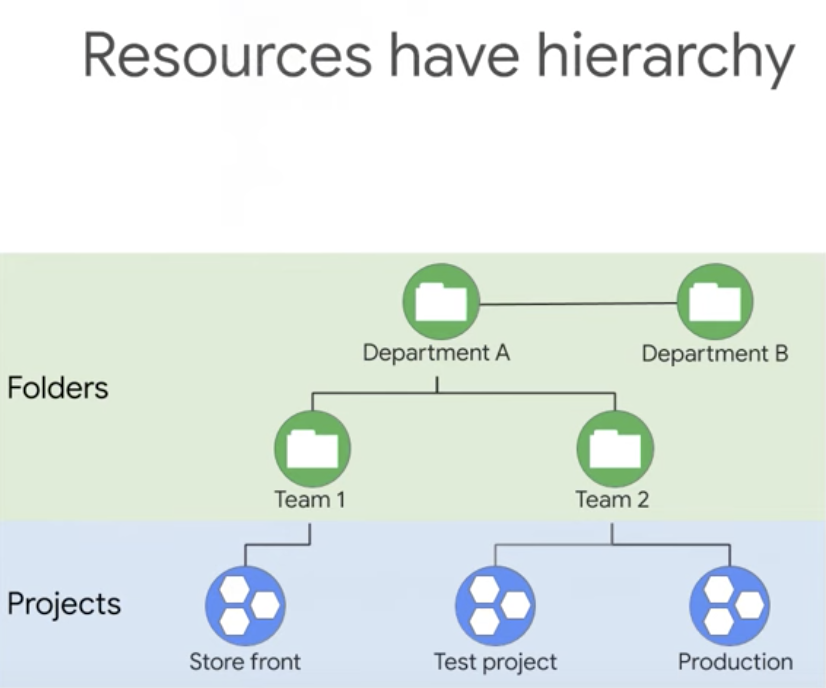 Resources have hierarchy
Department A
Department B
Folders
Team 1
Team 2
Projects
Store front
Test project
Production